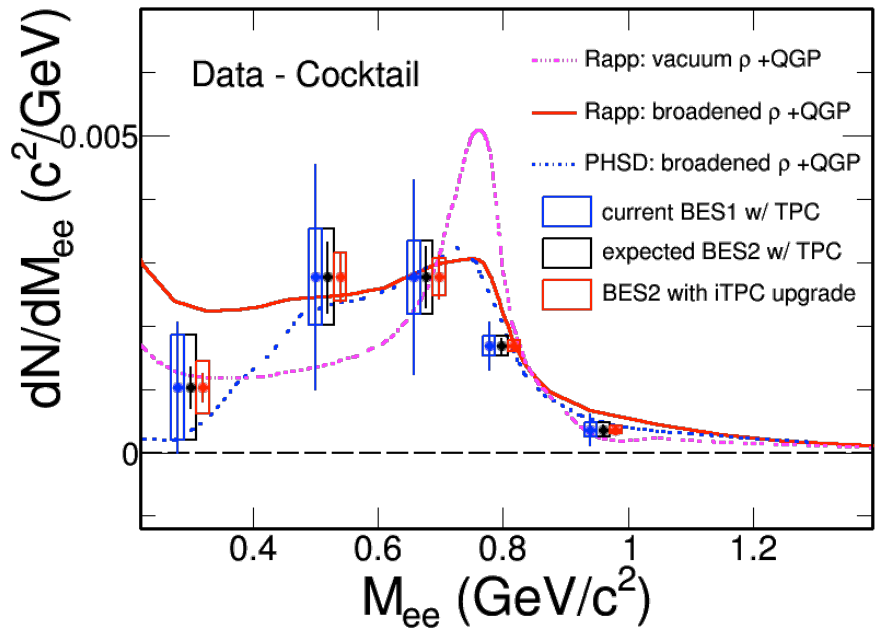 Data - Cocktail
Rapp: vacuum ρ +QGP
Rapp: broadened ρ +QGP
PHSD: broadened ρ +QGP
current BES1 w/ TPC
expected BES2 w/ TPC
BES2 with iTPC upgrade
dN/dMee (c²/GeV)
0.005
0
0.4 0.6 0.8 1 1.2
Mee (GeV/c²)